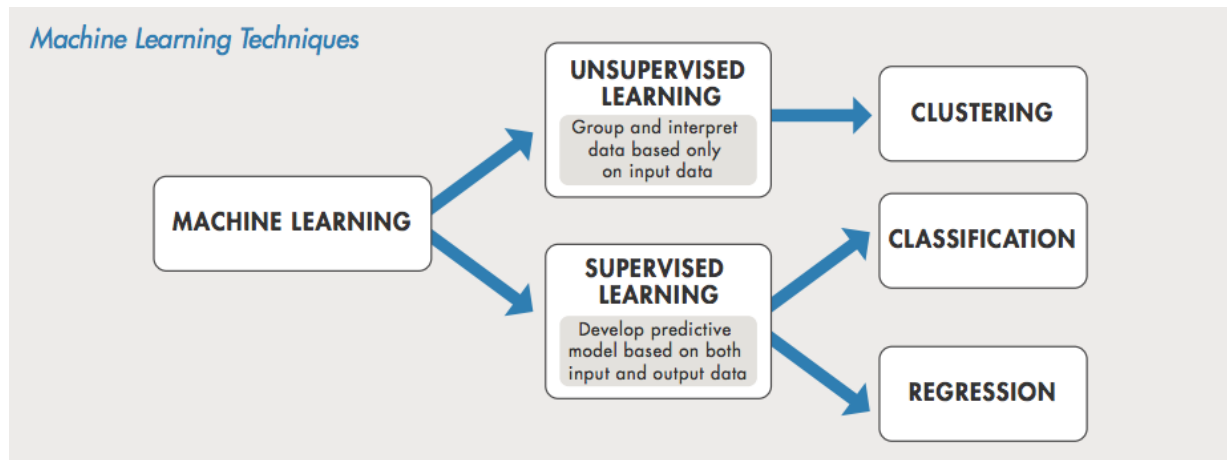 Machine Learning Techniques
MACHINE LEARNING
UNSUPERVISED
LEARNING
Group and interpret
data based only
on input data
CLUSTERING
SUPERVISED
LEARNING
Develop predictive
model based on both
input and output data
CLASSIFICATION
REGRESSION